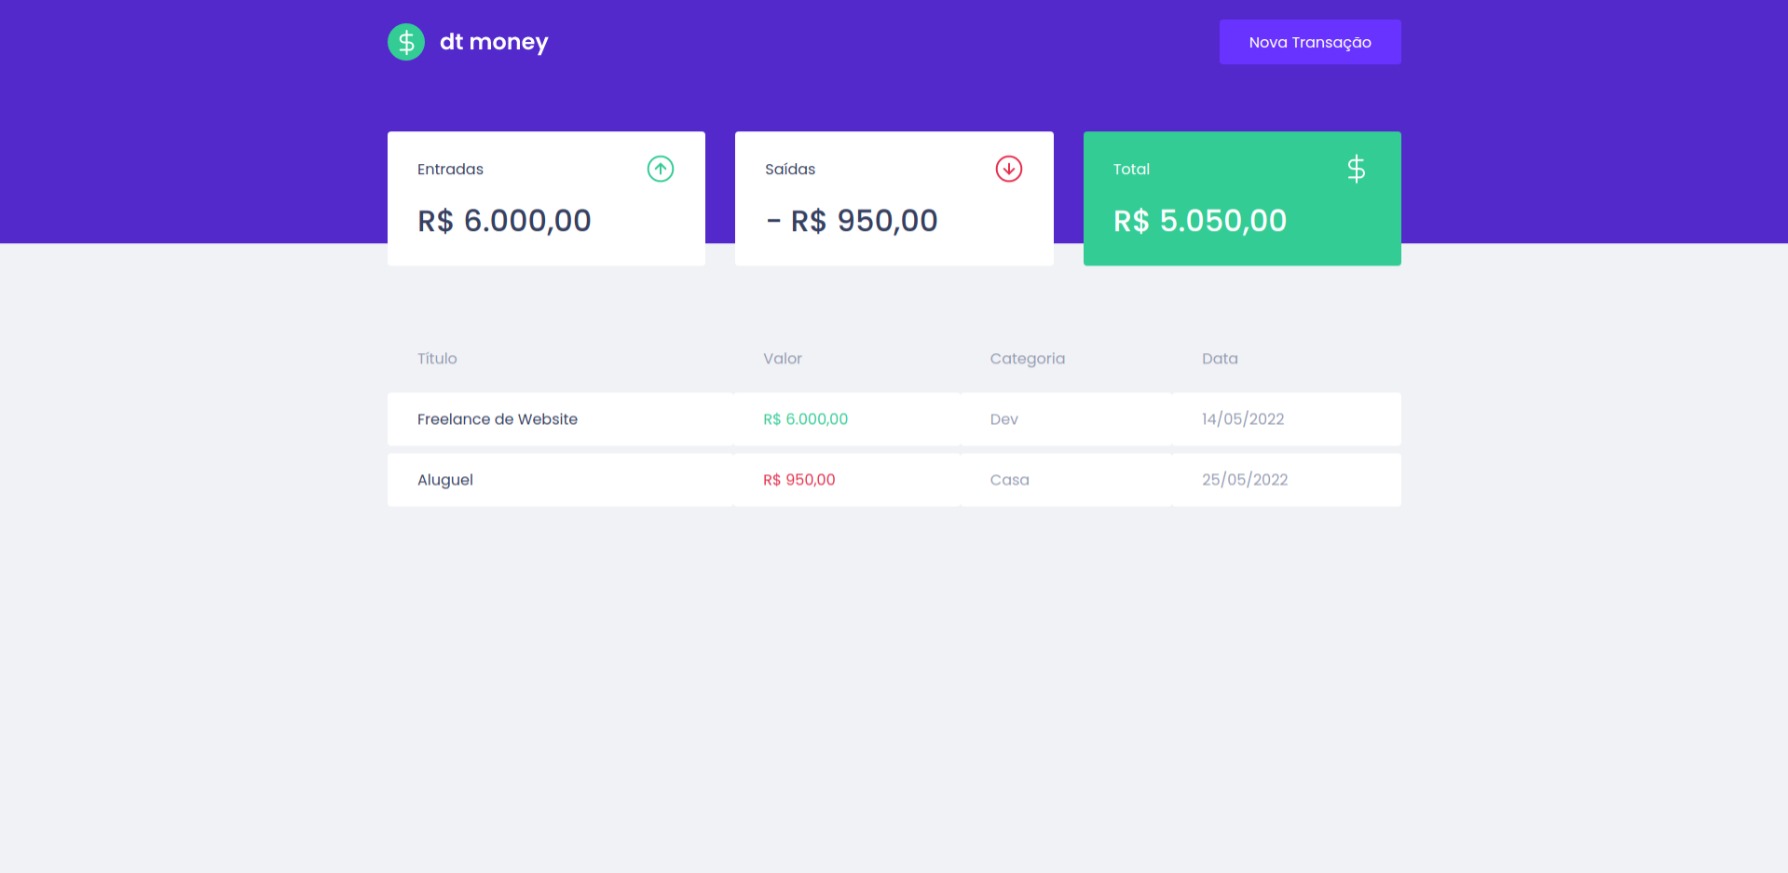 dt money
Nova Transação
Entradas
R$ 6.000,00
Saídas
- R$ 950,00
Total
$
R$ 5.050,00
Título Valor Categoria Data
Freelance de Website R$ 6.000,00 Dev 14/05/2022
Aluguel R$ 950,00 Casa 25/05/2022